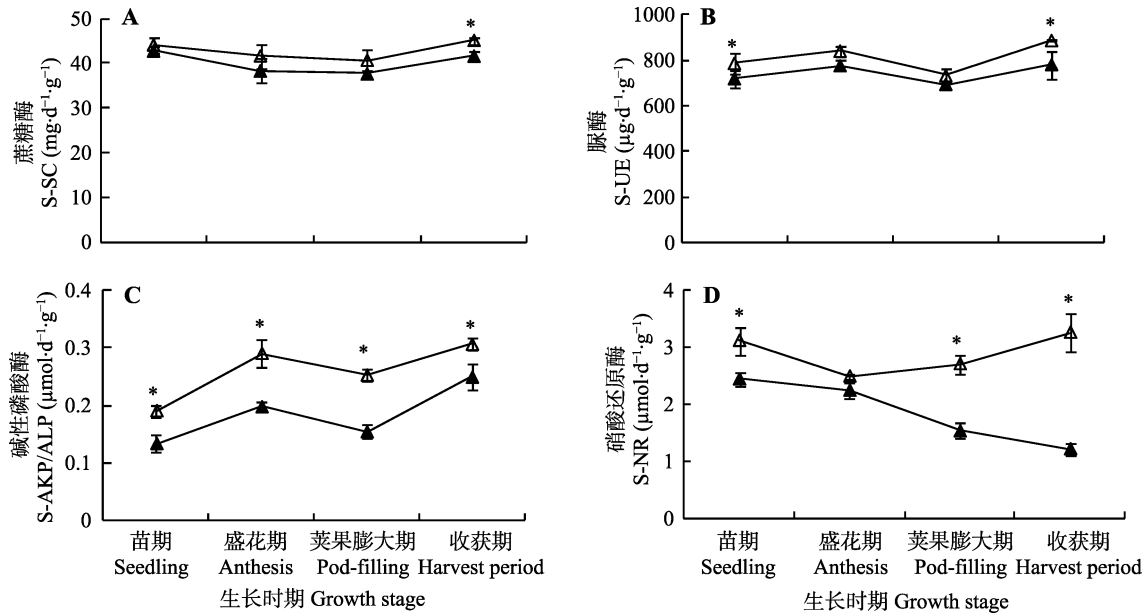 A
蔗糖酶
S-SC (mg·d⁻¹·g⁻¹)
50
40
30
20
10
0
*
B
脲酶
S-UE (μg·d⁻¹·g⁻¹)
1000
800
600
400
200
0
*
*
C
碱性磷酸酶
S-AKP/ALP (μmol·d⁻¹·g⁻¹)
0.4
0.3
0.2
0.1
0
*
*
*
*
苗期 盛花期 荚果膨大期 收获期
Seedling Anthesis Pod-filling Harvest period
生长时期 Growth stage
D
硝酸还原酶
S-NR (μmol·d⁻¹·g⁻¹)
4
3
2
1
0
*
*
*
苗期 盛花期 荚果膨大期 收获期
Seedling Anthesis Pod-filling Harvest period
生长时期 Growth stage